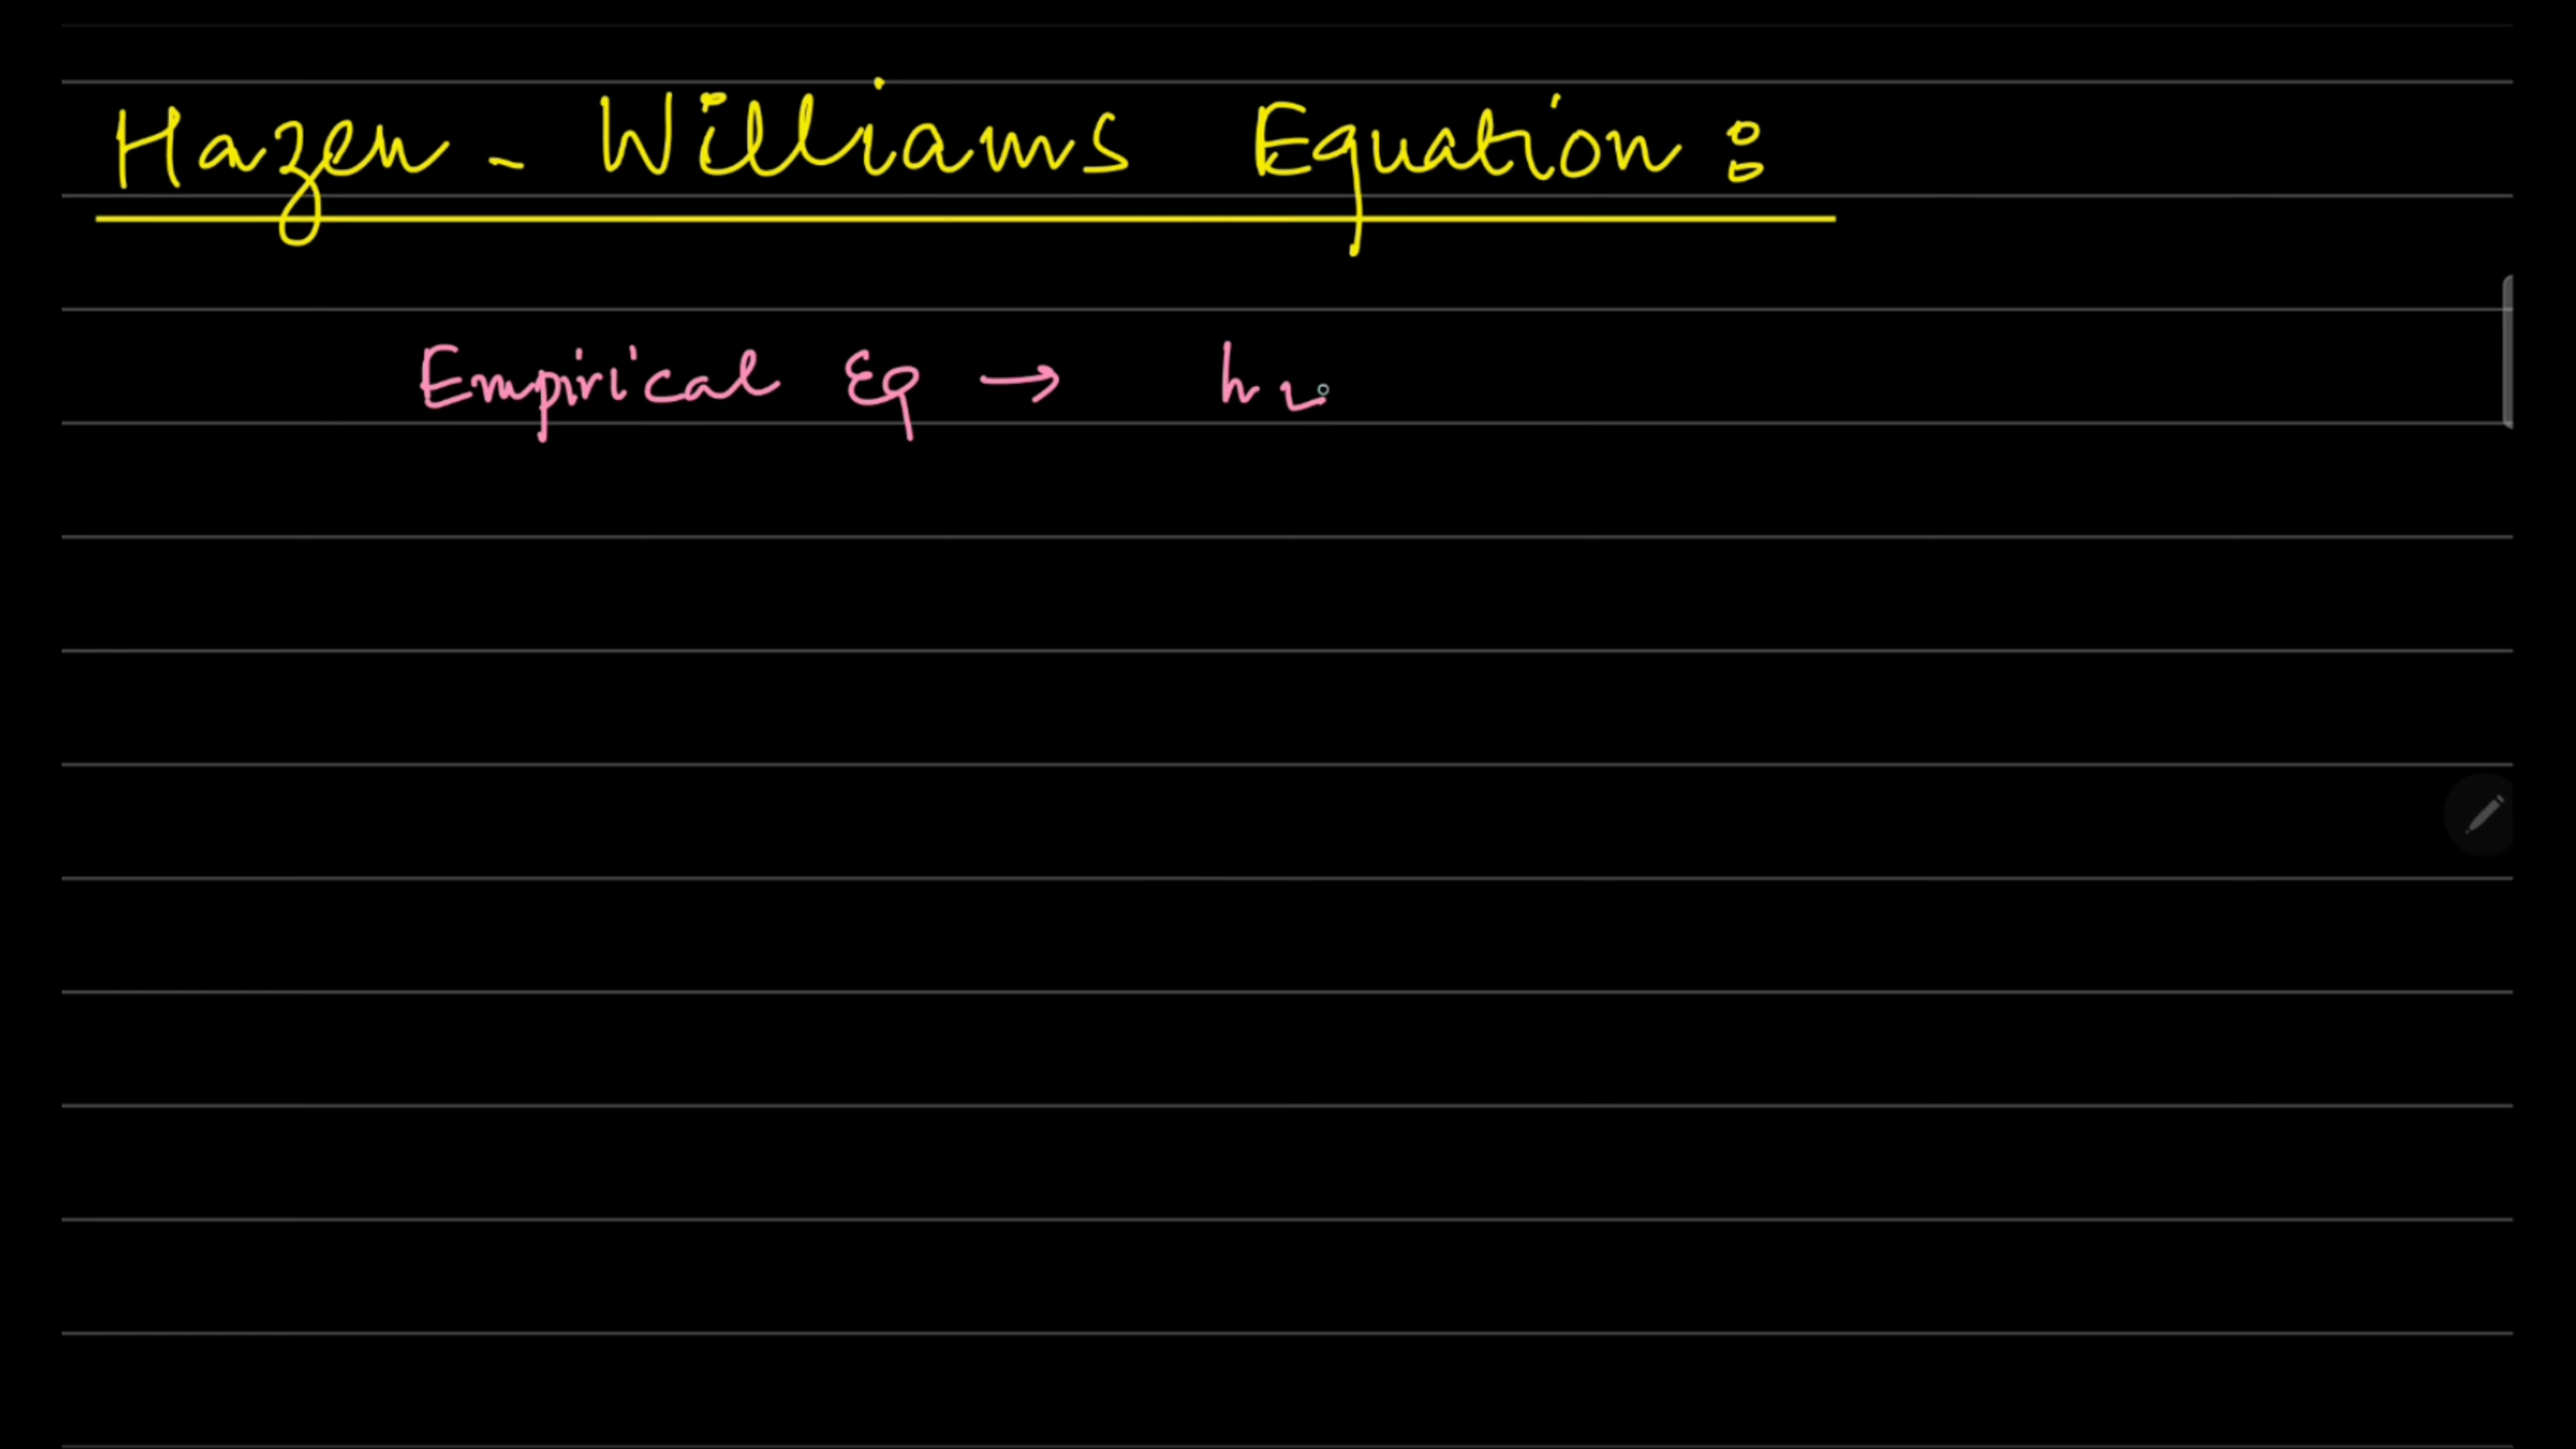 Hazen - Williams Equation :
Empirical Eq → hL